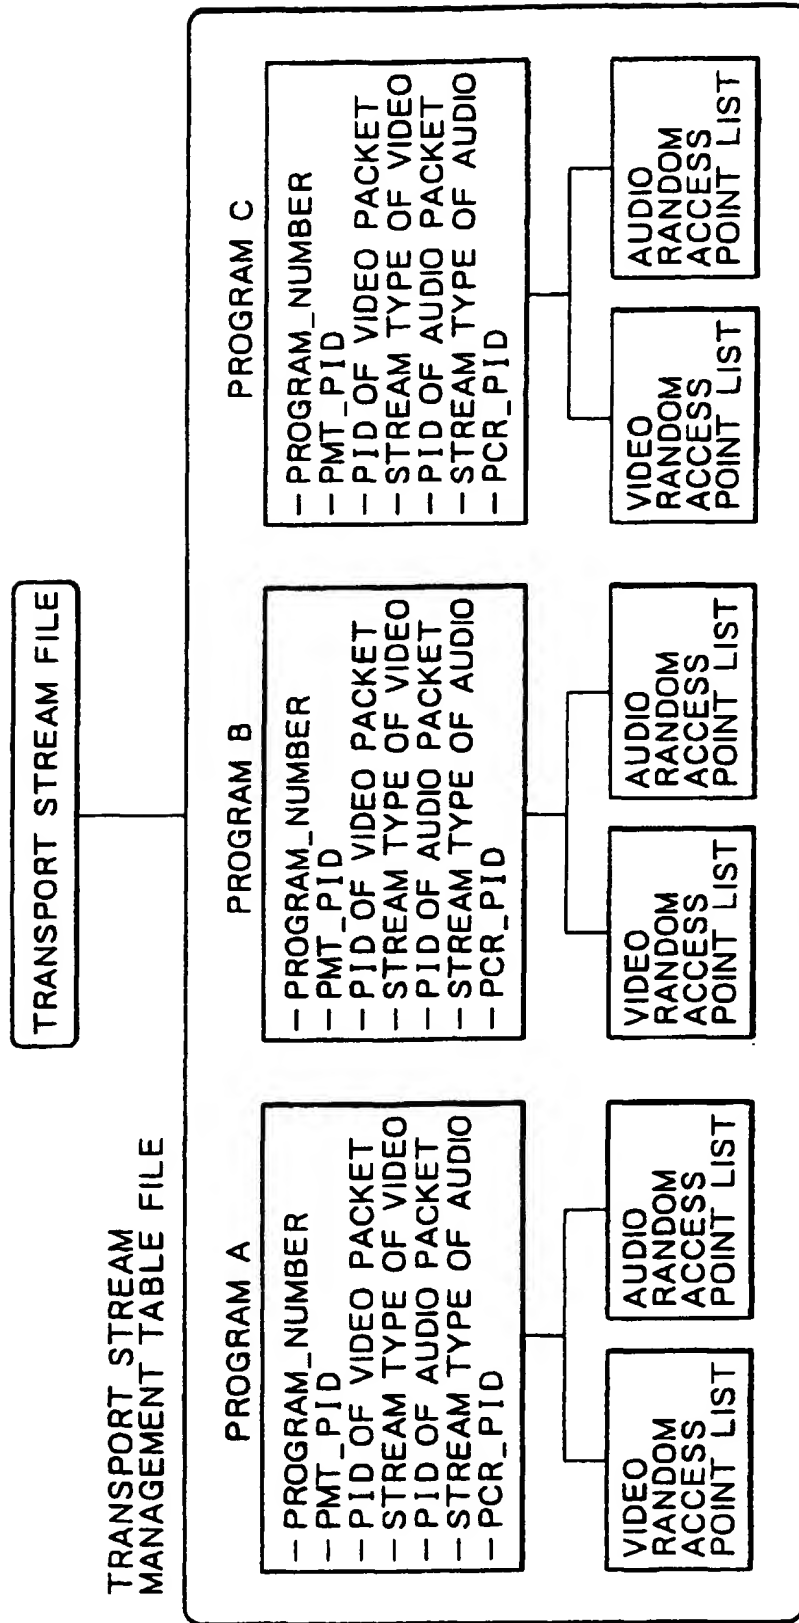 TRANSPORT STREAM FILE
TRANSPORT STREAM
MANAGEMENT TABLE FILE
PROGRAM A
– PROGRAM_NUMBER
– PMT_PID
– PID OF VIDEO PACKET
– STREAM TYPE OF VIDEO
– PID OF AUDIO PACKET
– STREAM TYPE OF AUDIO
– PCR_PID
VIDEO
RANDOM
ACCESS
POINT LIST
AUDIO
RANDOM
ACCESS
POINT LIST
PROGRAM B
– PROGRAM_NUMBER
– PMT_PID
– PID OF VIDEO PACKET
– STREAM TYPE OF VIDEO
– PID OF AUDIO PACKET
– STREAM TYPE OF AUDIO
– PCR_PID
VIDEO
RANDOM
ACCESS
POINT LIST
AUDIO
RANDOM
ACCESS
POINT LIST
PROGRAM C
– PROGRAM_NUMBER
– PMT_PID
– PID OF VIDEO PACKET
– STREAM TYPE OF VIDEO
– PID OF AUDIO PACKET
– STREAM TYPE OF AUDIO
– PCR_PID
VIDEO
RANDOM
ACCESS
POINT LIST
AUDIO
RANDOM
ACCESS
POINT LIST